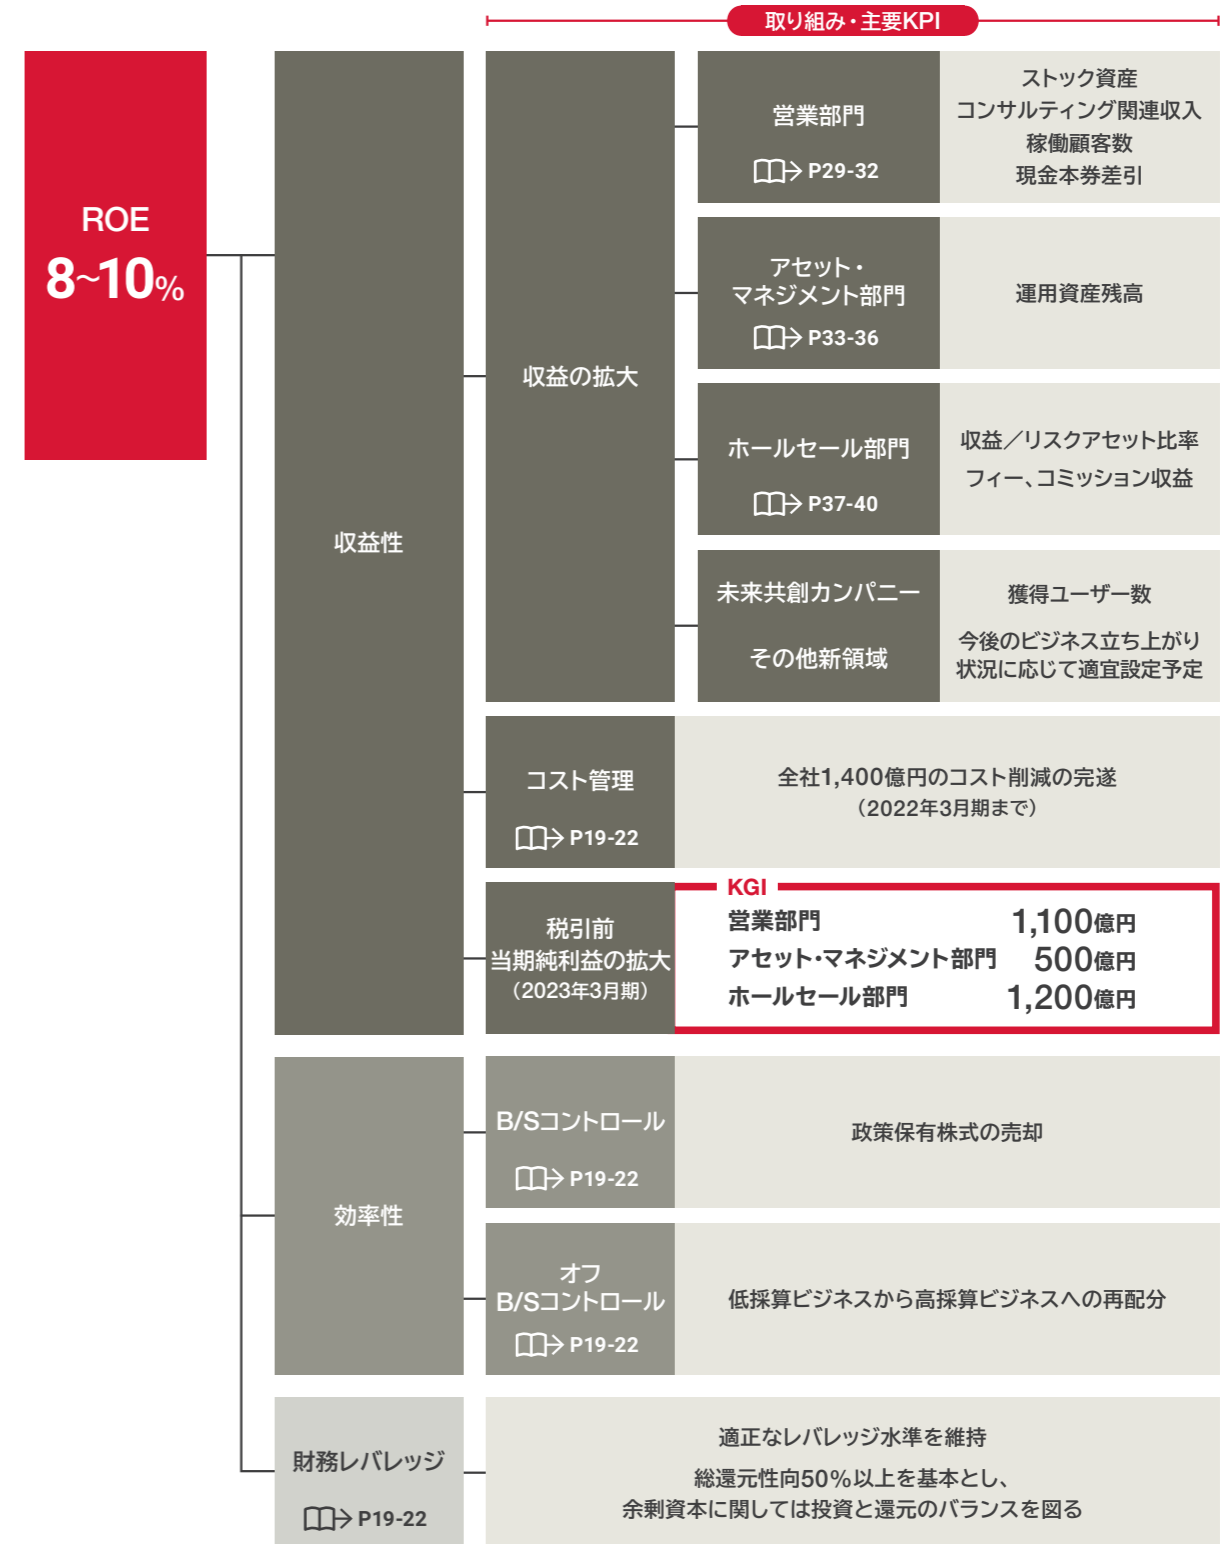 取り組み・主要KPI
ROE
8~10%
収益性
収益の拡大
営業部門
P29-32
ストック資産
コンサルティング関連収入
稼働顧客数
現金本券差引
アセット・
マネジメント部門
P33-36
運用資産残高
ホールセール部門
P37-40
収益／リスクアセット比率
フィー、コミッション収益
未来共創カンパニー
獲得ユーザー数
その他新領域
今後のビジネス立ち上がり
状況に応じて適宜設定予定
コスト管理
P19-22
全社1,400億円のコスト削減の完遂
（2022年3月期まで）
税引前
当期純利益の拡大
（2023年3月期）
KGI
営業部門 1,100億円
アセット・マネジメント部門 500億円
ホールセール部門 1,200億円
効率性
B/Sコントロール
P19-22
政策保有株式の売却
オフ
B/Sコントロール
P19-22
低採算ビジネスから高採算ビジネスへの再配分
財務レバレッジ
P19-22
適正なレバレッジ水準を維持
総還元性向50%以上を基本とし、
余剰資本に関しては投資と還元のバランスを図る